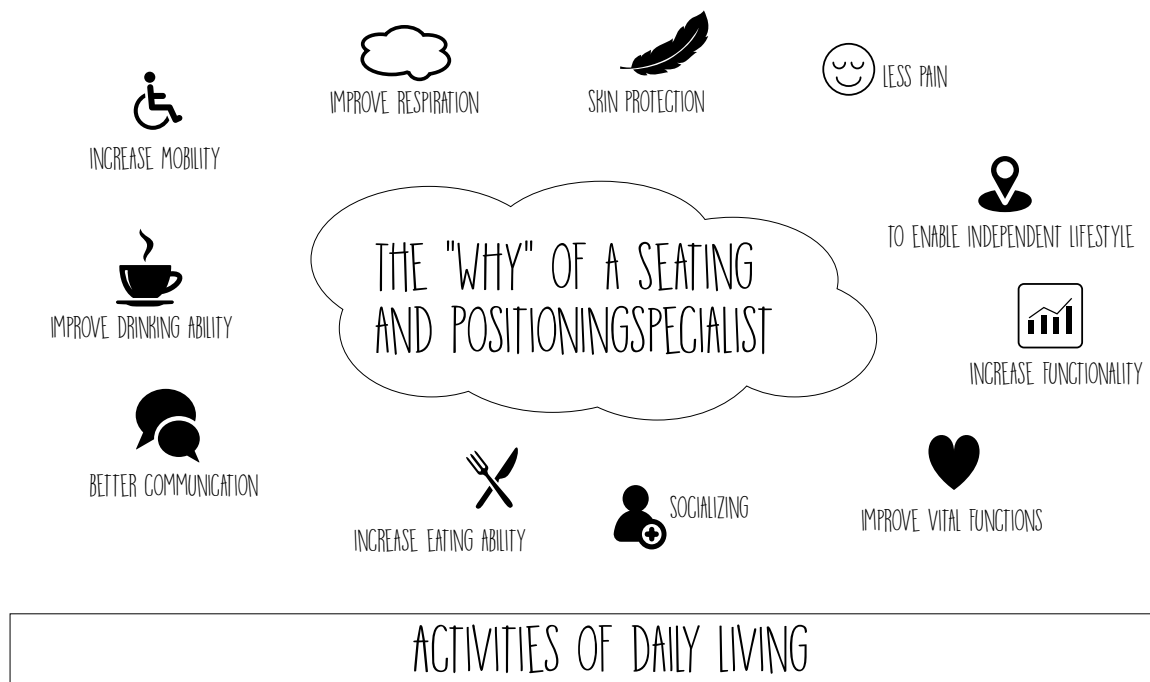 LESS PAIN
IMPROVE RESPIRATION
SKIN PROTECTION
INCREASE MOBILITY
TO ENABLE INDEPENDENT LIFESTYLE
THE "WHY" OF A SEATING
AND POSITIONINGSPECIALIST
IMPROVE DRINKING ABILITY
INCREASE FUNCTIONALITY
BETTER COMMUNICATION
SOCIALIZING
IMPROVE VITAL FUNCTIONS
INCREASE EATING ABILITY
ACTIVITIES OF DAILY LIVING